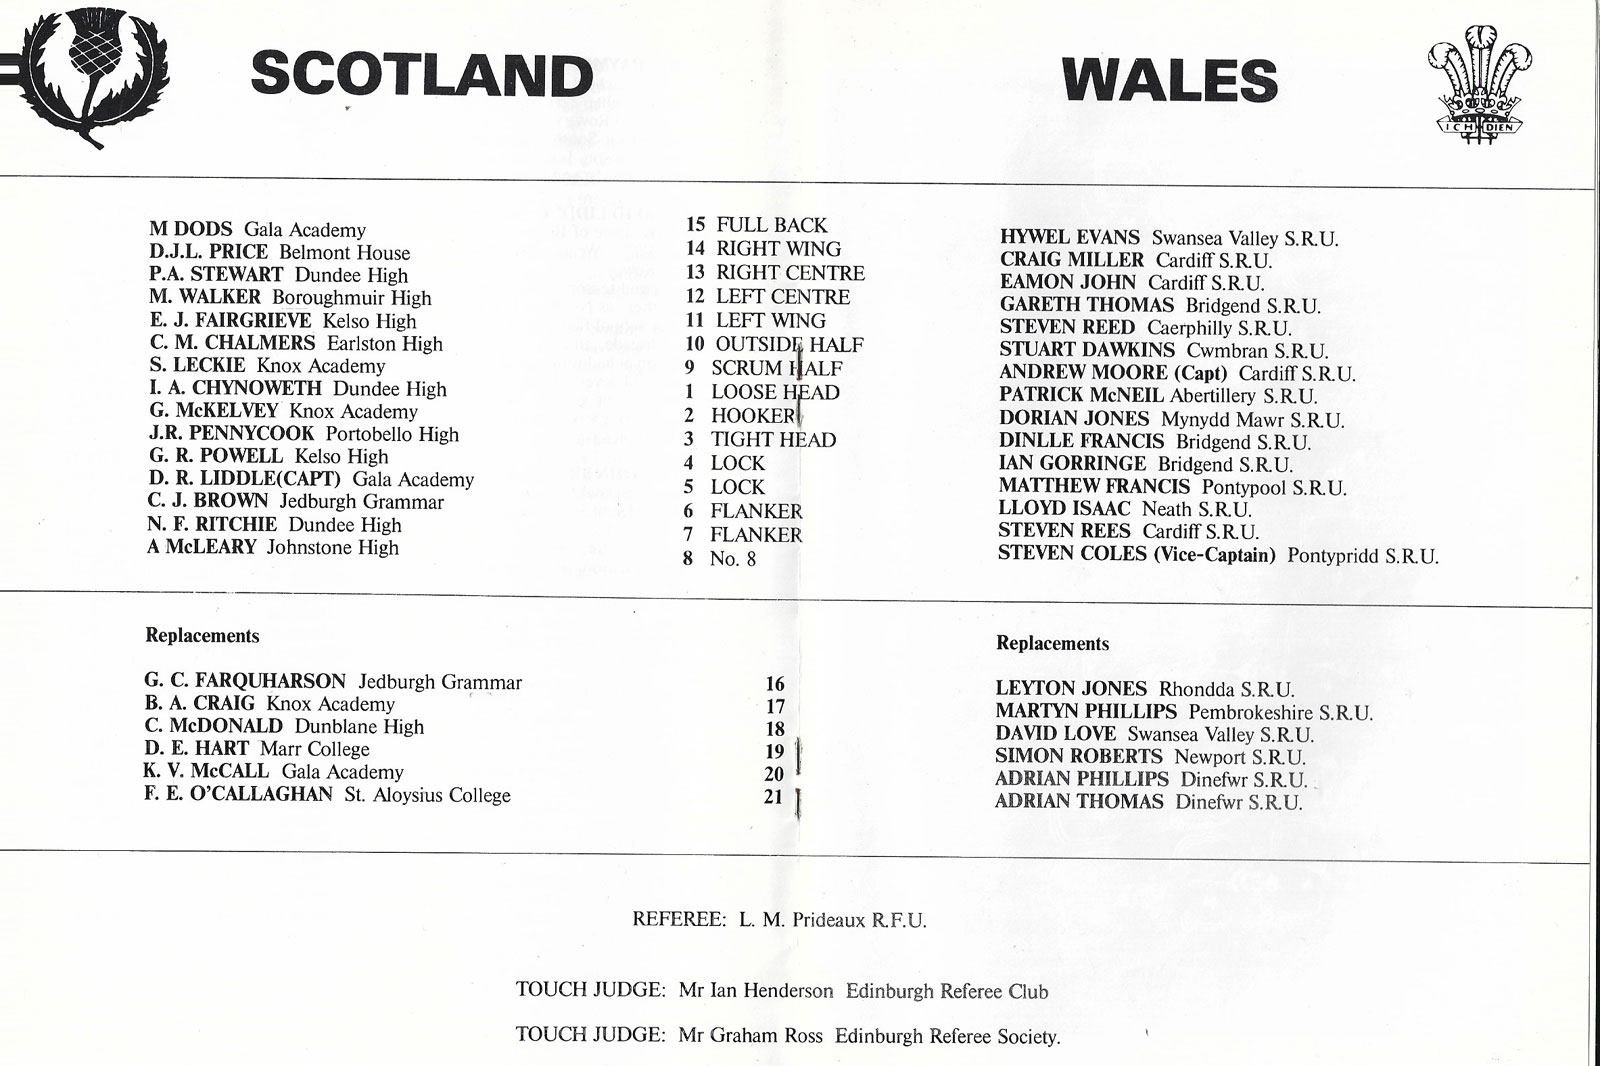 SCOTLAND
WALES
ICH DIEN
M DODS Gala Academy 15 FULL BACK HYWEL EVANS Swansea Valley S.R.U.
D.J.L. PRICE Belmont House 14 RIGHT WING CRAIG MILLER Cardiff S.R.U.
P.A. STEWART Dundee High 13 RIGHT CENTRE EAMON JOHN Cardiff S.R.U.
M. WALKER Boroughmuir High 12 LEFT CENTRE GARETH THOMAS Bridgend S.R.U.
E. J. FAIRGRIEVE Kelso High 11 LEFT WING STEVEN REED Caerphilly S.R.U.
C. M. CHALMERS Earlston High 10 OUTSIDE HALF STUART DAWKINS Cwmbran S.R.U.
S. LECKIE Knox Academy 9 SCRUM HALF ANDREW MOORE (Capt) Cardiff S.R.U.
I. A. CHYNOWETH Dundee High 1 LOOSE HEAD PATRICK McNEIL Abertillery S.R.U.
G. McKELVEY Knox Academy 2 HOOKER DORIAN JONES Mynydd Mawr S.R.U.
J.R. PENNYCOOK Portobello High 3 TIGHT HEAD DINLLE FRANCIS Bridgend S.R.U.
G. R. POWELL Kelso High 4 LOCK IAN GORRINGE Bridgend S.R.U.
D. R. LIDDLE(CAPT) Gala Academy 5 LOCK MATTHEW FRANCIS Pontypool S.R.U.
C. J. BROWN Jedburgh Grammar 6 FLANKER LLOYD ISAAC Neath S.R.U.
N. F. RITCHIE Dundee High 7 FLANKER STEVEN REES Cardiff S.R.U.
A McLEARY Johnstone High 8 No. 8 STEVEN COLES (Vice-Captain) Pontypridd S.R.U.
Replacements Replacements
G. C. FARQUHARSON Jedburgh Grammar 16 LEYTON JONES Rhondda S.R.U.
B. A. CRAIG Knox Academy 17 MARTYN PHILLIPS Pembrokeshire S.R.U.
C. McDONALD Dunblane High 18 DAVID LOVE Swansea Valley S.R.U.
D. E. HART Marr College 19 SIMON ROBERTS Newport S.R.U.
K. V. McCALL Gala Academy 20 ADRIAN PHILLIPS Dinefwr S.R.U.
F. E. O'CALLAGHAN St. Aloysius College 21 ADRIAN THOMAS Dinefwr S.R.U.
REFEREE: L. M. Prideaux R.F.U.
TOUCH JUDGE: Mr Ian Henderson Edinburgh Referee Club
TOUCH JUDGE: Mr Graham Ross Edinburgh Referee Society.